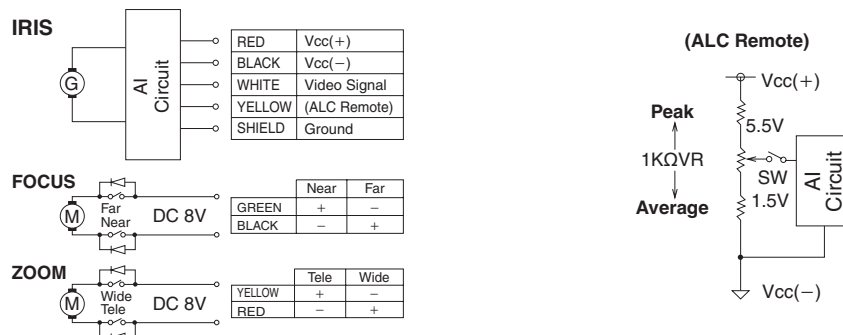 IRIS
G
AI
Circuit
RED Vcc(+)
BLACK Vcc(−)
WHITE Video Signal
YELLOW (ALC Remote)
SHIELD Ground
FOCUS
M
Far
Near
DC 8V
Near Far
GREEN + −
BLACK − +
ZOOM
M
Wide
Tele
DC 8V
Tele Wide
YELLOW + −
RED − +
(ALC Remote)
Vcc(+)
Peak
5.5V
1KΩVR
SW
Average
1.5V
AI
Circuit
Vcc(−)